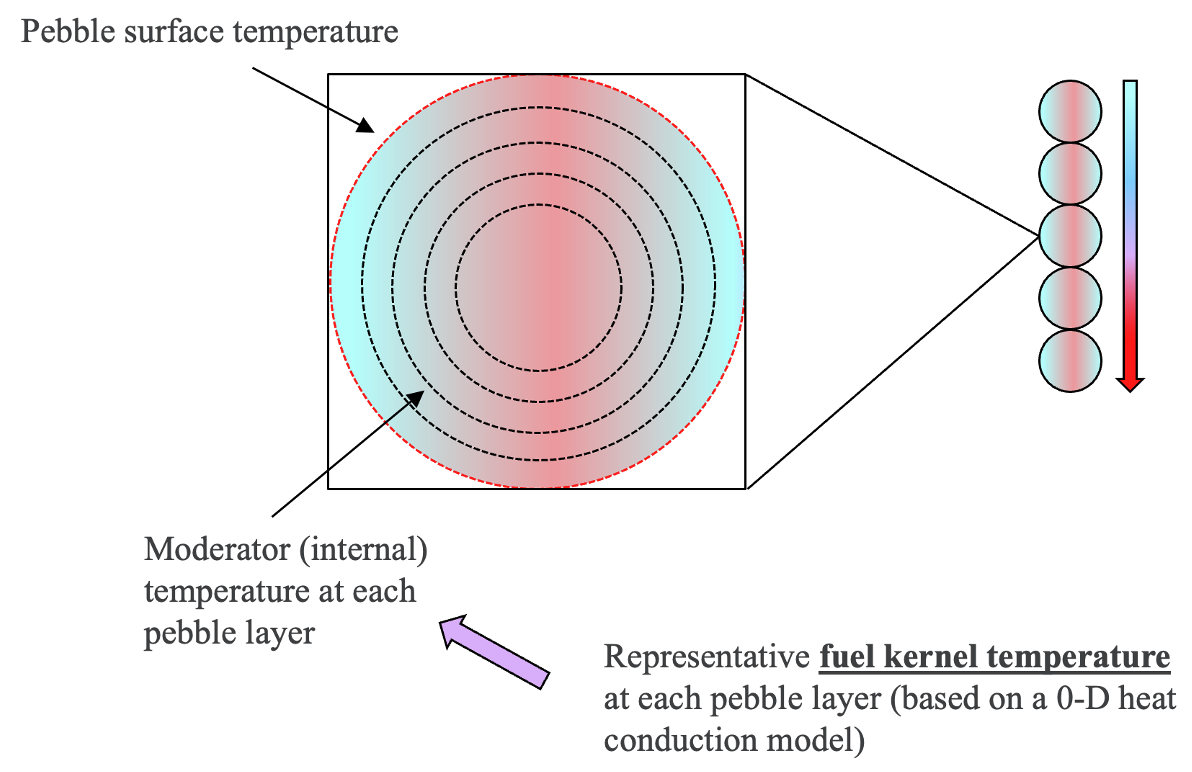 Pebble surface temperature
Moderator (internal)
temperature at each
pebble layer
Representative fuel kernel temperature
at each pebble layer (based on a 0-D heat
conduction model)